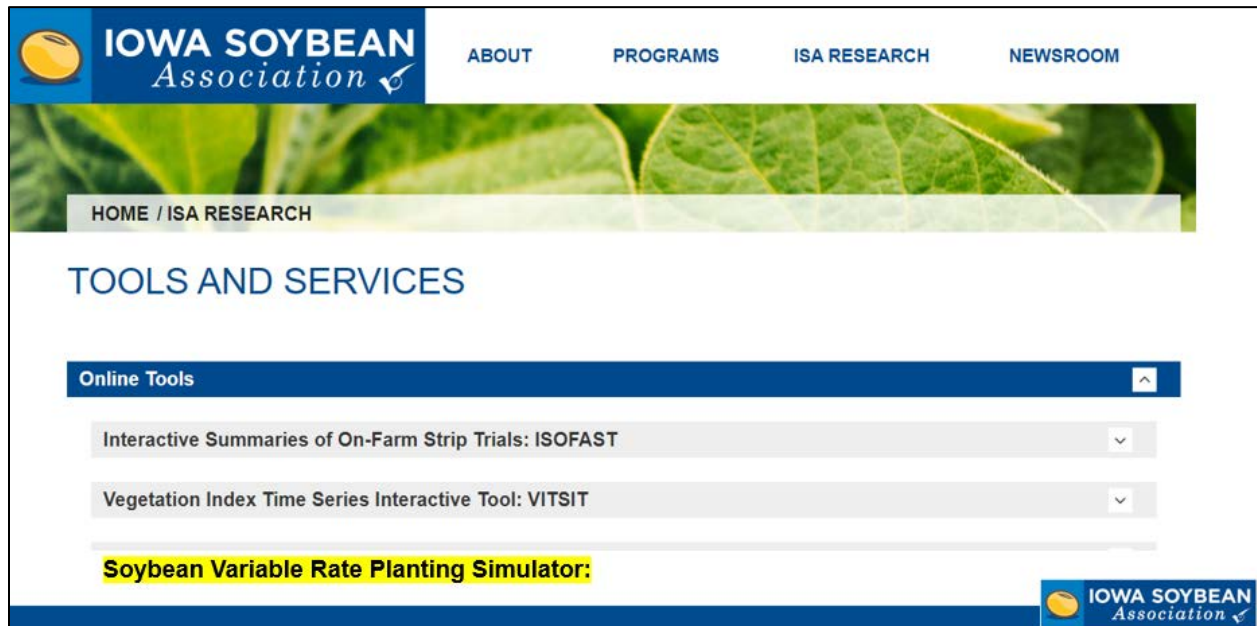 IOWA SOYBEAN
Association
ABOUT
PROGRAMS
ISA RESEARCH
NEWSROOM
HOME / ISA RESEARCH
TOOLS AND SERVICES
Online Tools
Interactive Summaries of On-Farm Strip Trials: ISOFAST
Vegetation Index Time Series Interactive Tool: VITSIT
Soybean Variable Rate Planting Simulator:
IOWA SOYBEAN
Association